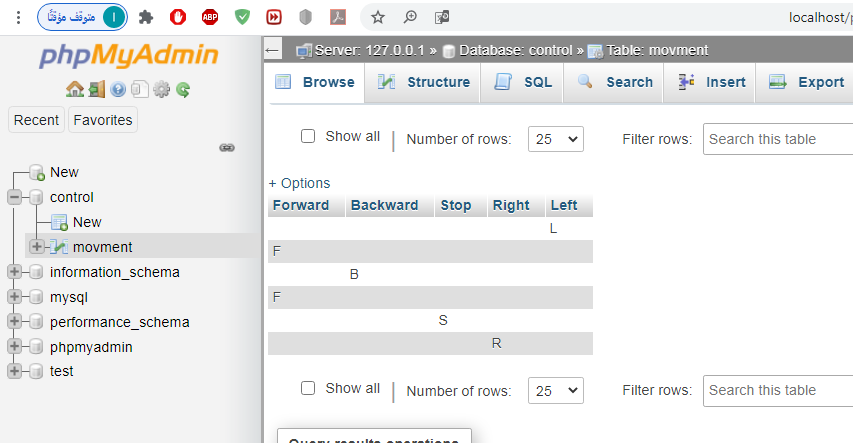 متوقف مؤقتًا
ABP
localhost/p
phpMyAdmin
Recent Favorites
New
control
New
movment
information_schema
mysql
performance_schema
phpmyadmin
test
Server: 127.0.0.1 » Database: control » Table: movment
Browse Structure SQL Search Insert Export
Show all Number of rows: 25 Filter rows: Search this table
+ Options
Forward Backward Stop Right Left
L
F
B
F
S
R
Show all Number of rows: 25 Filter rows: Search this table